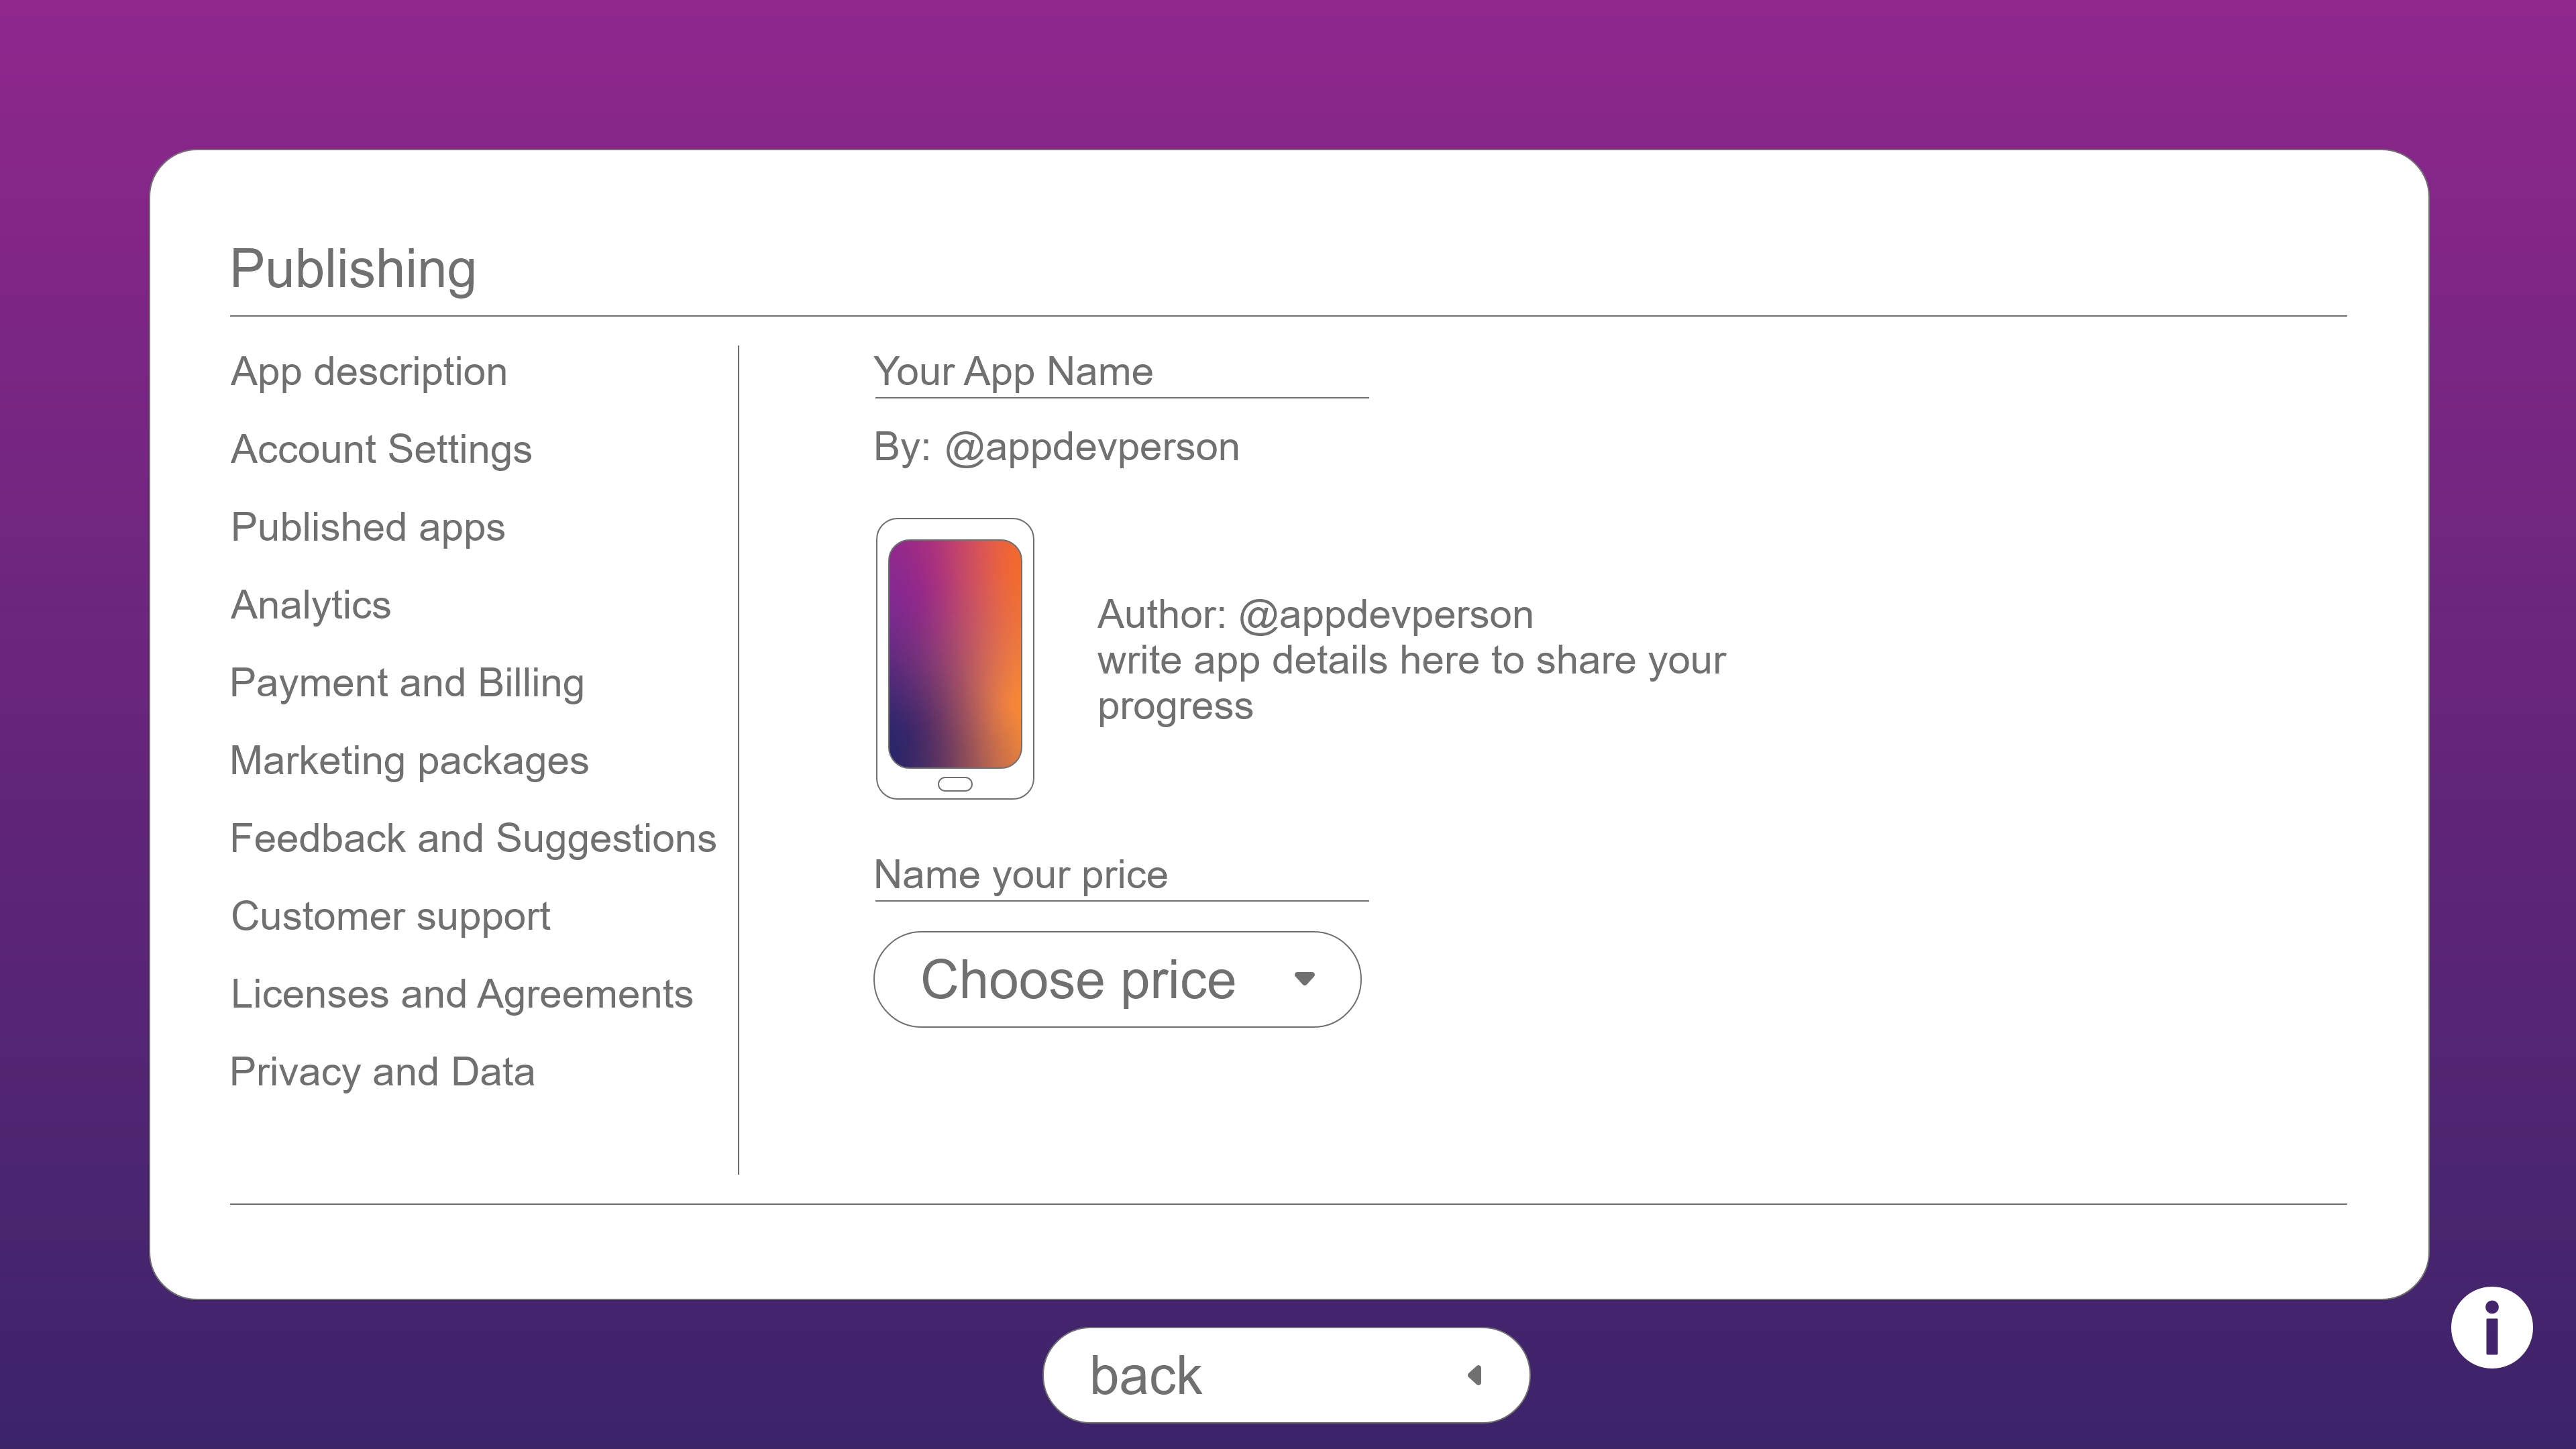 Publishing
App description
Account Settings
Published apps
Analytics
Payment and Billing
Marketing packages
Feedback and Suggestions
Customer support
Licenses and Agreements
Privacy and Data
Your App Name
By: @appdevperson
Author: @appdevperson
write app details here to share your
progress
Name your price
Choose price
back
i